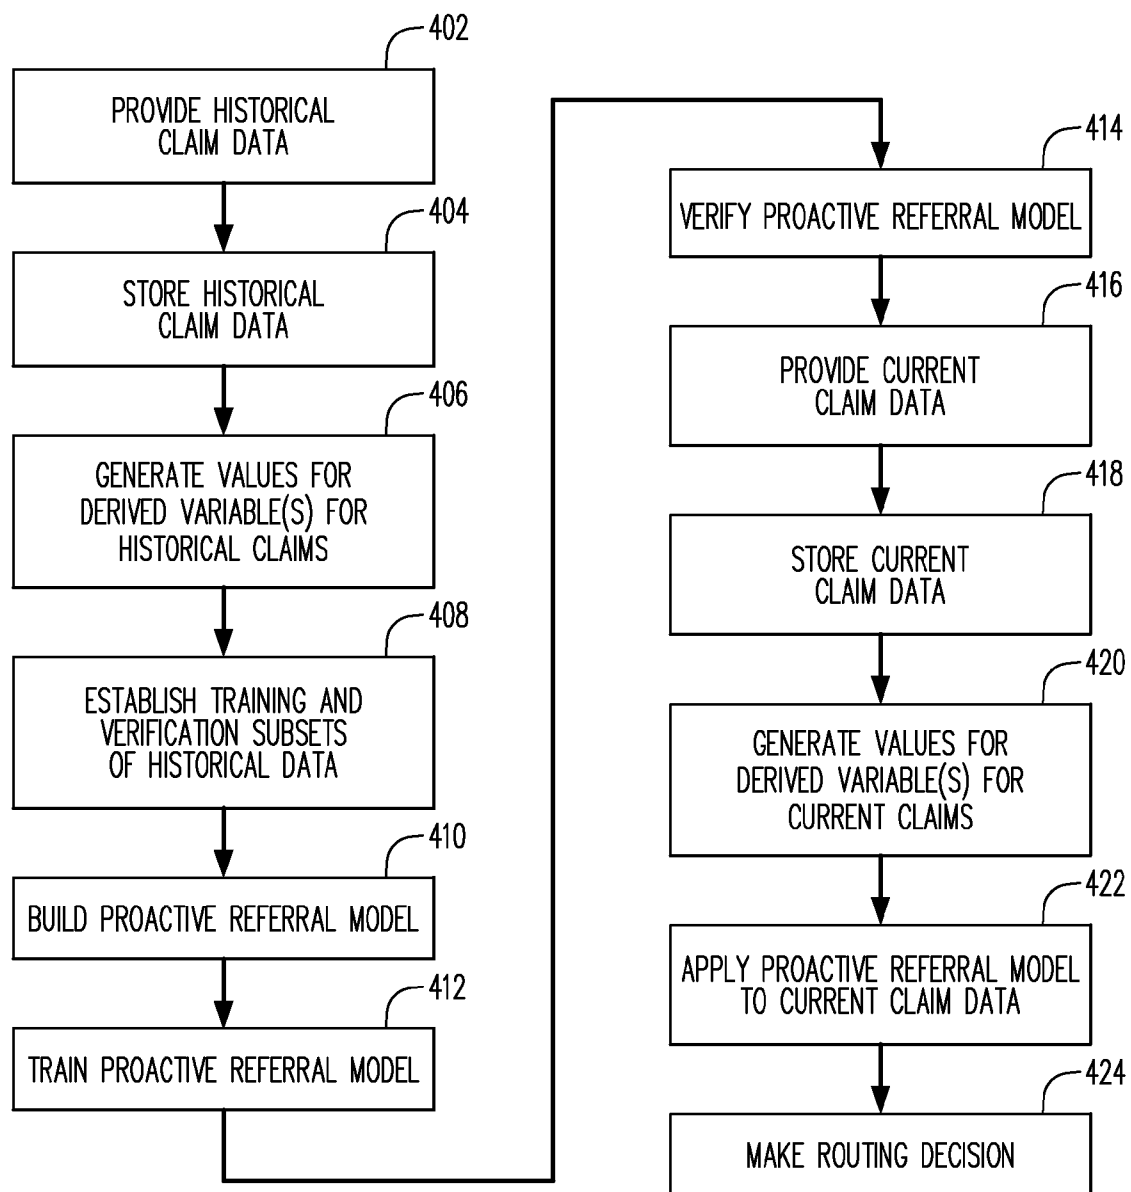 402
PROVIDE HISTORICAL
CLAIM DATA
404
STORE HISTORICAL
CLAIM DATA
406
GENERATE VALUES FOR
DERIVED VARIABLE(S) FOR
HISTORICAL CLAIMS
408
ESTABLISH TRAINING AND
VERIFICATION SUBSETS
OF HISTORICAL DATA
410
BUILD PROACTIVE REFERRAL MODEL
412
TRAIN PROACTIVE REFERRAL MODEL
414
VERIFY PROACTIVE REFERRAL MODEL
416
PROVIDE CURRENT
CLAIM DATA
418
STORE CURRENT
CLAIM DATA
420
GENERATE VALUES FOR
DERIVED VARIABLE(S) FOR
CURRENT CLAIMS
422
APPLY PROACTIVE REFERRAL MODEL
TO CURRENT CLAIM DATA
424
MAKE ROUTING DECISION